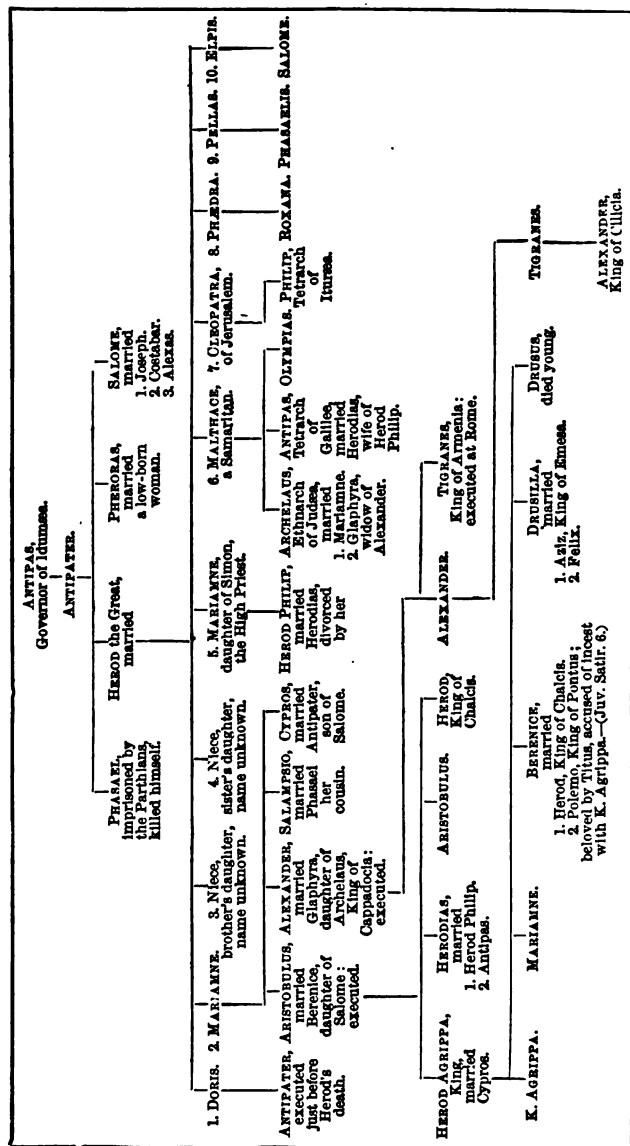 ANTIPAS,
Governor of Idumæa.
ANTIPATER.
PHASAEL,
imprisoned by
the Parthians,
killed himself.
HEROD the Great,
married
PHERORAS,
married
a low-born
woman.
SALOME,
married
1. Joseph.
2. Costabar.
3. Alexas.
1. DORIS.
2. MARIAMNE.
3. Niece,
brother's daughter,
name unknown.
4. Niece,
sister's daughter,
name unknown.
5. MARIAMNE,
daughter of Simon,
the High Priest.
6. MALTHACE,
a Samaritan.
7. CLEOPATRA,
of Jerusalem.
8. PHÆDRA.
9. PELLAS.
10. ELPIS.
ANTIPATER,
executed
just before
Herod's
death.
ARISTOBULUS,
married
Berenice,
daughter of
Salome:
executed.
ALEXANDER,
married
Glaphyra,
daughter of
Archelaus,
King of
Cappadocia:
executed.
SALAMPSIO,
married
Phasael
her
cousin.
CYPROS,
married
Antipater,
son of
Salome.
HEROD PHILIP,
married
Herodias,
divorced
by her
ARCHELAUS,
Ethnarch
of Judæa,
married
1. Mariamne.
2. Glaphyra,
widow of
Alexander.
ANTIPAS,
Tetrarch
of
Galilee,
married
Herodias,
wife of
Herod
Philip.
OLYMPIAS.
PHILIP,
Tetrarch
of
Ituræa.
ROXANA.
PHASAELIS.
SALOME.
HEROD AGRIPPA,
King,
married
Cypros.
HERODIAS,
married
1. Herod Philip.
2. Antipas.
ARISTOBULUS.
HEROD,
King of
Chalcis.
ALEXANDER.
TIGRANES,
King of Armenia:
executed at Rome.
K. AGRIPPA.
MARIAMNE.
BERENICE,
married
1. Herod, King of Chalcis.
2. Polemo, King of Pontus;
beloved by Titus, accused of incest
with K. Agrippa.—(Juv. Satir. 6.)
DRUSILLA,
married
1. Aziz, King of Emesa.
2. Felix.
DRUSUS,
died young.
TIGRANES.
ALEXANDER,
King of Cilicia.